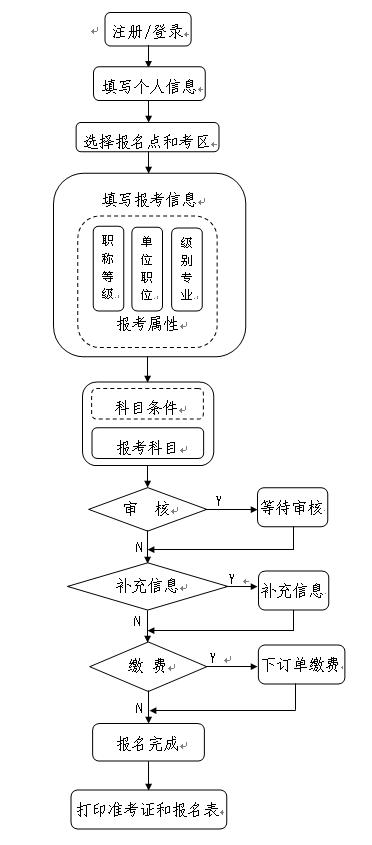 注册/登录
填写个人信息
选择报名点和考区
填写报考信息
职称等级
单位职位
级别专业
报考属性
科目条件
报考科目
审 核
Y
等待审核
N
补充信息
Y
补充信息
N
缴 费
Y
下订单缴费
N
报名完成
打印准考证和报名表